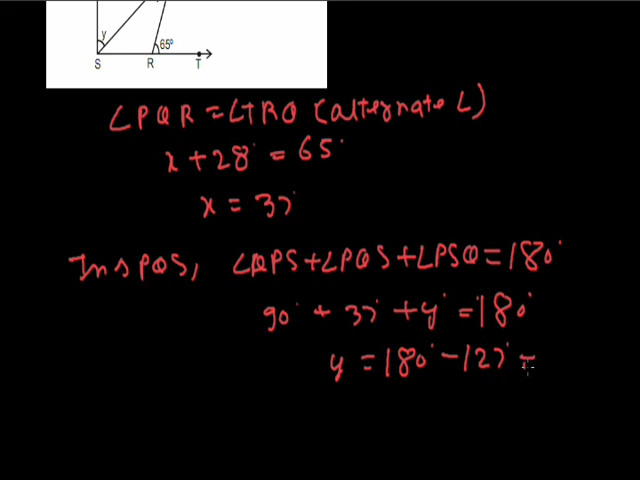 y
65°
S R T
∠PQR = ∠TRQ (alternate ∠)
x + 28° = 65°
x = 37°
In △ PQS, ∠QPS + ∠PQS + ∠PSQ = 180°
90° + 37° + y° = 180°
y = 180° - 127° =